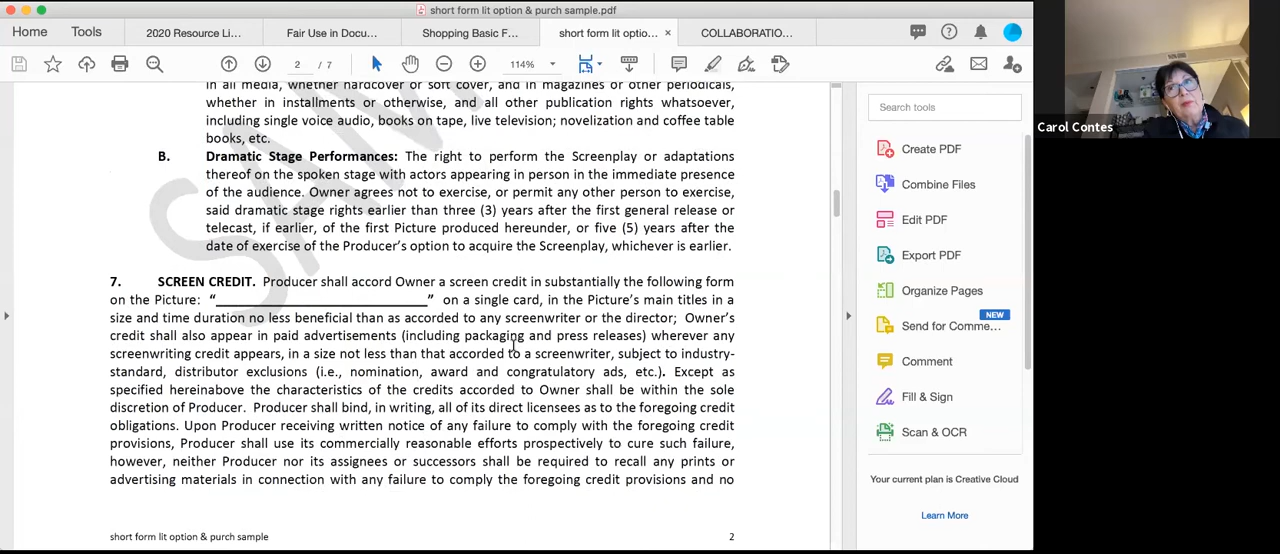 short form lit option & purch sample.pdf
Home
Tools
2020 Resource Li...
Fair Use in Docu...
Shopping Basic F...
short form lit optio... ×
COLLABORATIO...
2 / 7
114%
in all media, whether hardcover or soft cover, and in magazines or other periodicals,
whether in installments or otherwise, and all other publication rights whatsoever,
including single voice audio, books on tape, live television; novelization and coffee table
books, etc.
B. Dramatic Stage Performances: The right to perform the Screenplay or adaptations
thereof on the spoken stage with actors appearing in person in the immediate presence
of the audience. Owner agrees not to exercise, or permit any other person to exercise,
said dramatic stage rights earlier than three (3) years after the first general release or
telecast, if earlier, of the first Picture produced hereunder, or five (5) years after the
date of exercise of the Producer's option to acquire the Screenplay, whichever is earlier.
7. SCREEN CREDIT. Producer shall accord Owner a screen credit in substantially the following form
on the Picture: "____________________________" on a single card, in the Picture's main titles in a
size and time duration no less beneficial than as accorded to any screenwriter or the director; Owner's
credit shall also appear in paid advertisements (including packaging and press releases) wherever any
screenwriting credit appears, in a size not less than that accorded to a screenwriter, subject to industry-
standard, distributor exclusions (i.e., nomination, award and congratulatory ads, etc.). Except as
specified hereinabove the characteristics of the credits accorded to Owner shall be within the sole
discretion of Producer. Producer shall bind, in writing, all of its direct licensees as to the foregoing credit
obligations. Upon Producer receiving written notice of any failure to comply with the foregoing credit
provisions, Producer shall use its commercially reasonable efforts prospectively to cure such failure,
however, neither Producer nor its assignees or successors shall be required to recall any prints or
advertising materials in connection with any failure to comply the foregoing credit provisions and no
short form lit option & purch sample
2
Search tools
Create PDF
Combine Files
Edit PDF
Export PDF
Organize Pages
NEW
Send for Comme...
Comment
Fill & Sign
Scan & OCR
Your current plan is Creative Cloud
Learn More
Carol Contes